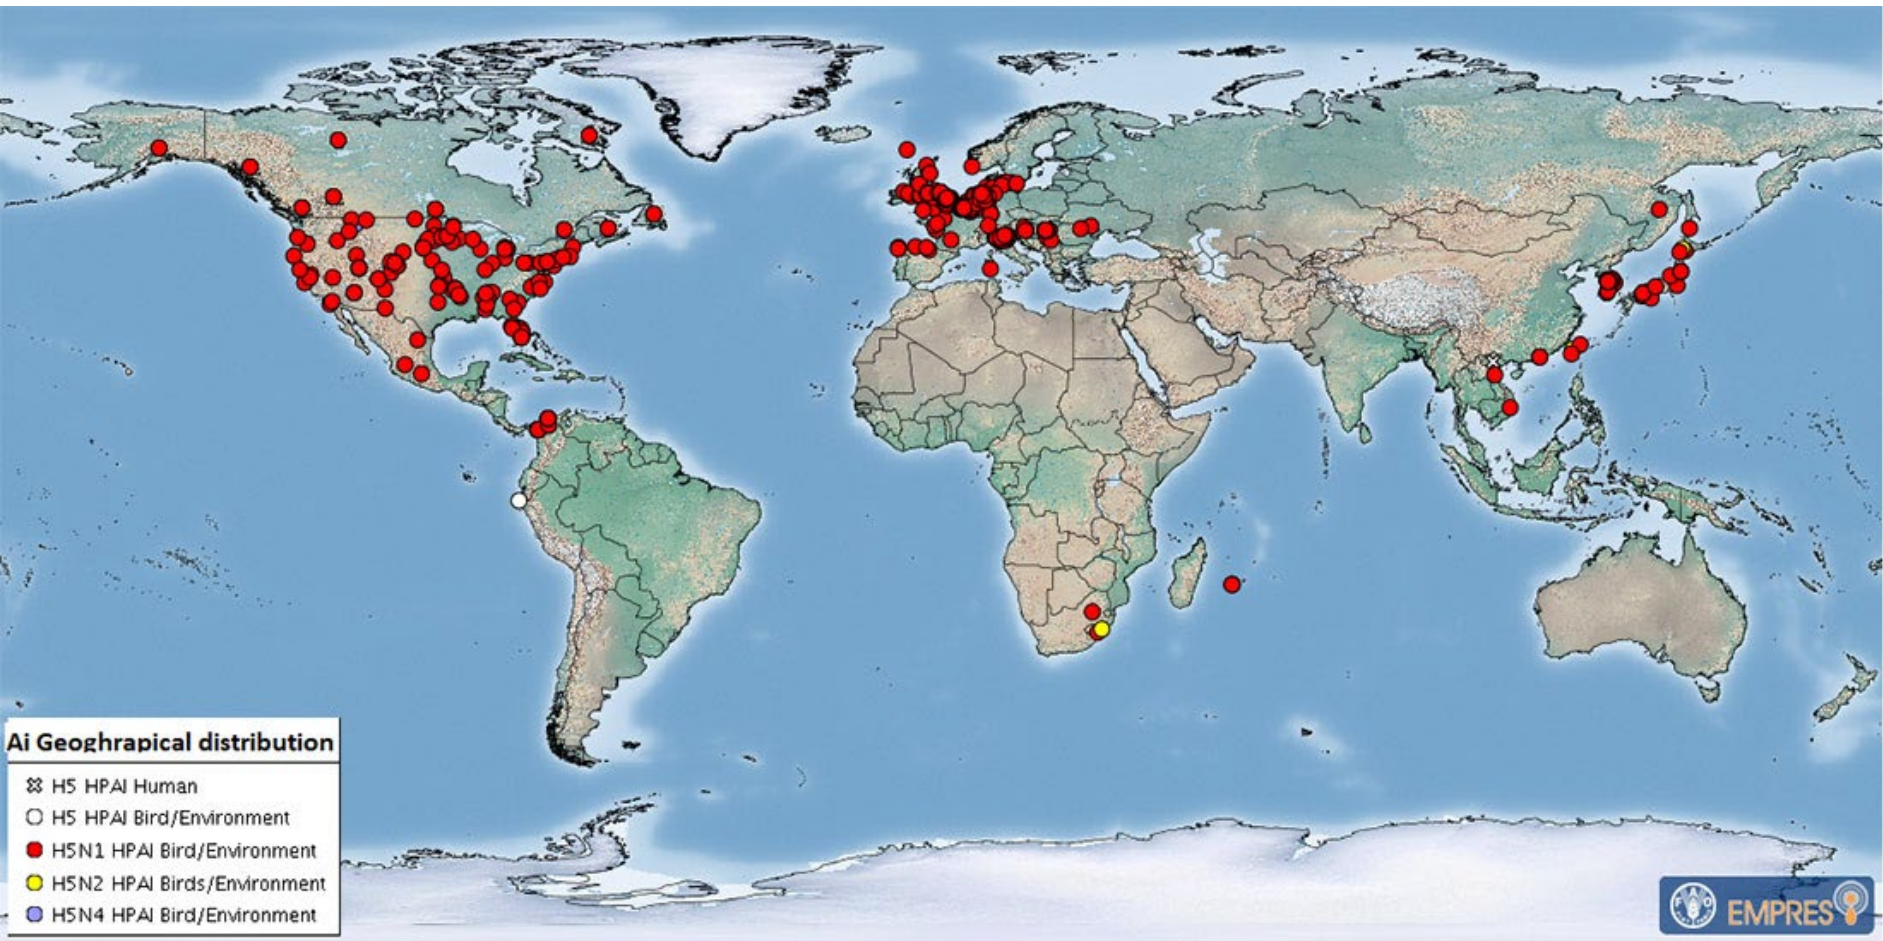 Ai Geoghrapical distribution
H5 HPAI Human
H5 HPAI Bird/Environment
H5N1 HPAI Bird/Environment
H5N2 HPAI Birds/Environment
H5N4 HPAI Bird/Environment
FAO
EMPRES